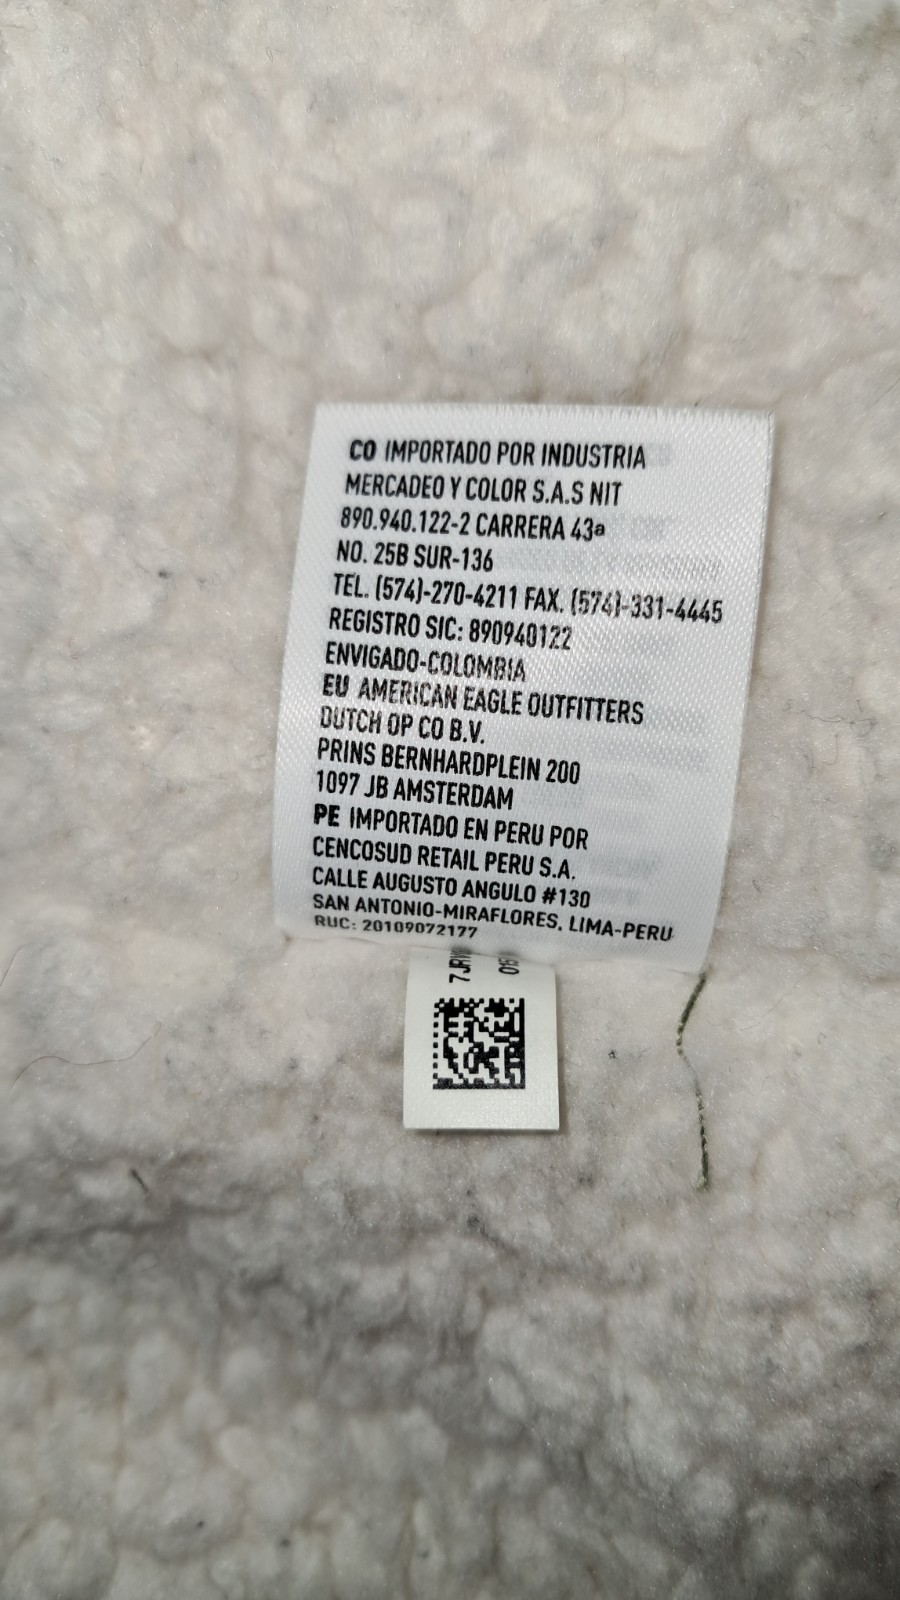 CO IMPORTADO POR INDUSTRIA
MERCADEO Y COLOR S.A.S NIT
890.940.122-2 CARRERA 43ª
NO. 25B SUR-136
TEL. (574)-270-4211 FAX. (574)-331-4445
REGISTRO SIC: 890940122
ENVIGADO-COLOMBIA
EU AMERICAN EAGLE OUTFITTERS
DUTCH OP CO B.V.
PRINS BERNHARDPLEIN 200
1097 JB AMSTERDAM
PE IMPORTADO EN PERU POR
CENCOSUD RETAIL PERU S.A.
CALLE AUGUSTO ANGULO #130
SAN ANTONIO-MIRAFLORES, LIMA-PERU
RUC: 20109072177